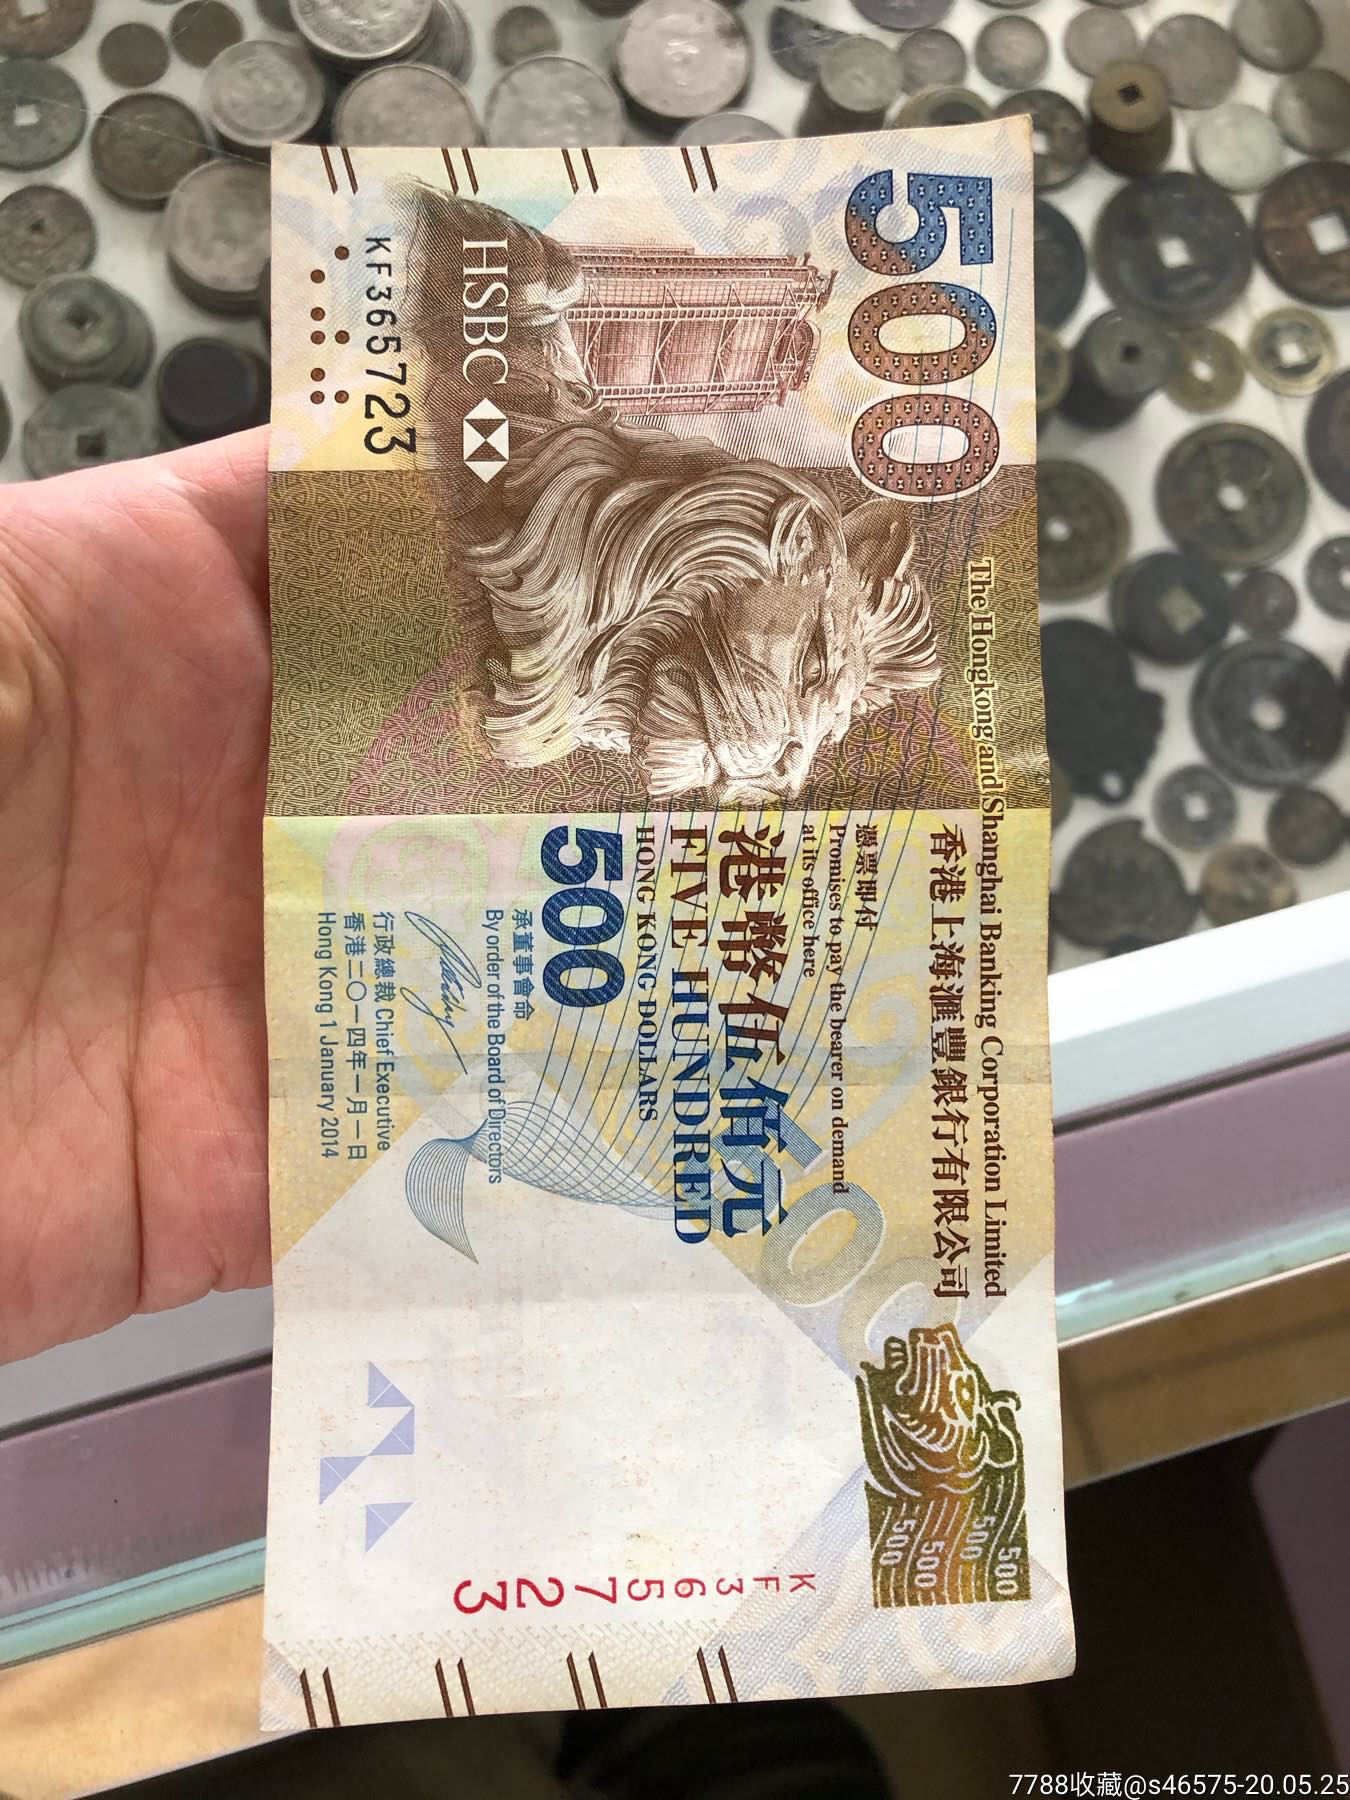 500
The Hongkong and Shanghai Banking Corporation Limited
香港上海滙豐銀行有限公司
憑票即付
Promises to pay the bearer on demand
at its office here
港幣伍佰元
FIVE HUNDRED
HONG KONG DOLLARS
500
承董事會命
By order of the Board of Directors
行政總裁 Chief Executive
香港二〇一四年一月一日
Hong Kong 1 January 2014
HSBC
KF365723
500
500
500
500
500
KF365723
7788收藏@s46575-20.05.25